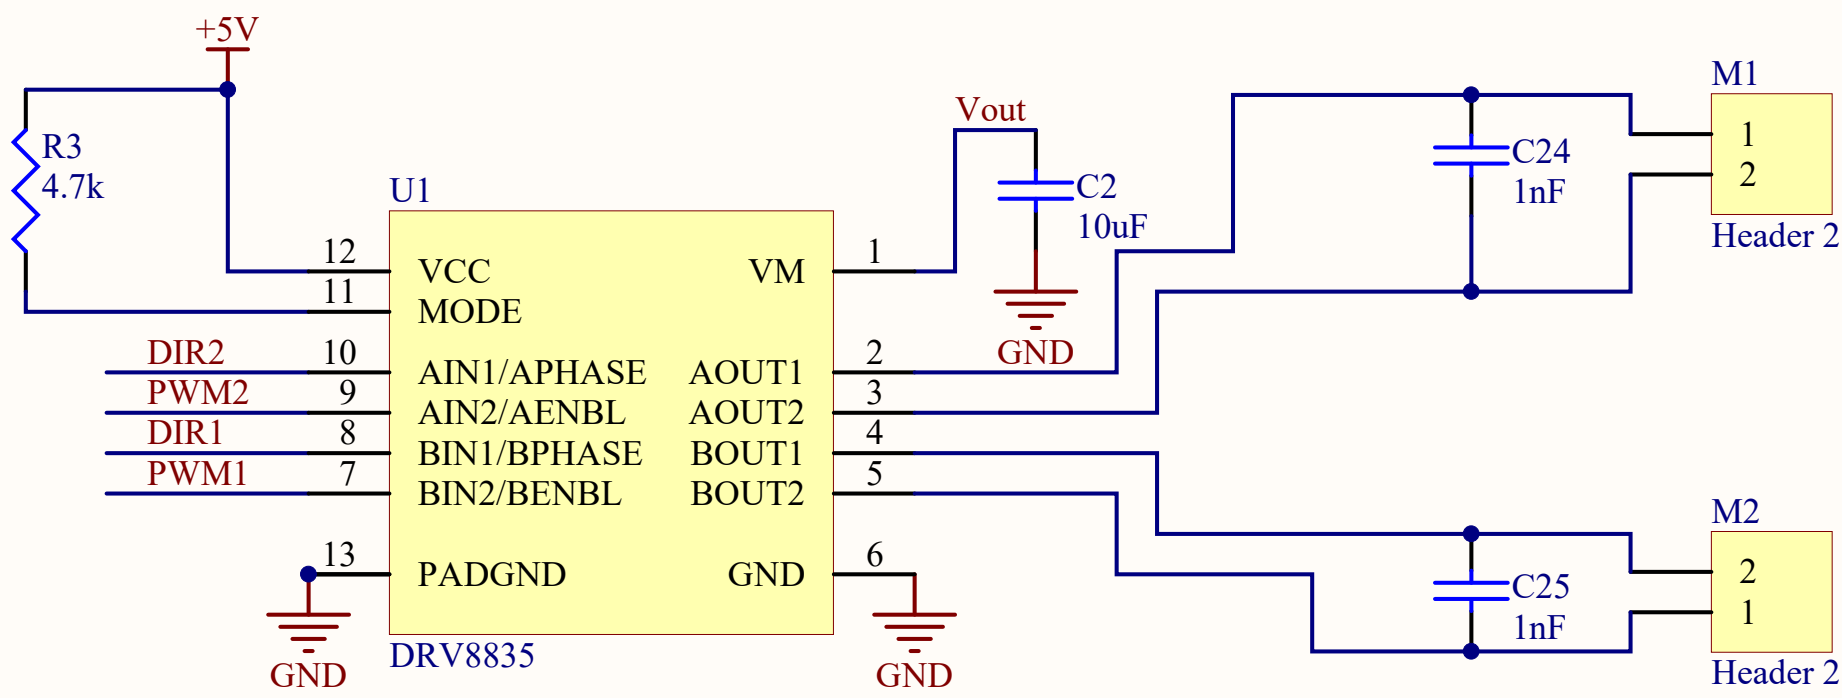 +5V
R3
4.7k
U1
12
VCC
11
MODE
DIR2
10
AIN1/APHASE
PWM2
9
AIN2/AENBL
DIR1
8
BIN1/BPHASE
PWM1
7
BIN2/BENBL
13
PADGND
GND
DRV8835
VM
1
AOUT1
2
AOUT2
3
BOUT1
4
BOUT2
5
GND
6
GND
Vout
C2
10uF
GND
C24
1nF
M1
1
2
Header 2
C25
1nF
M2
2
1
Header 2